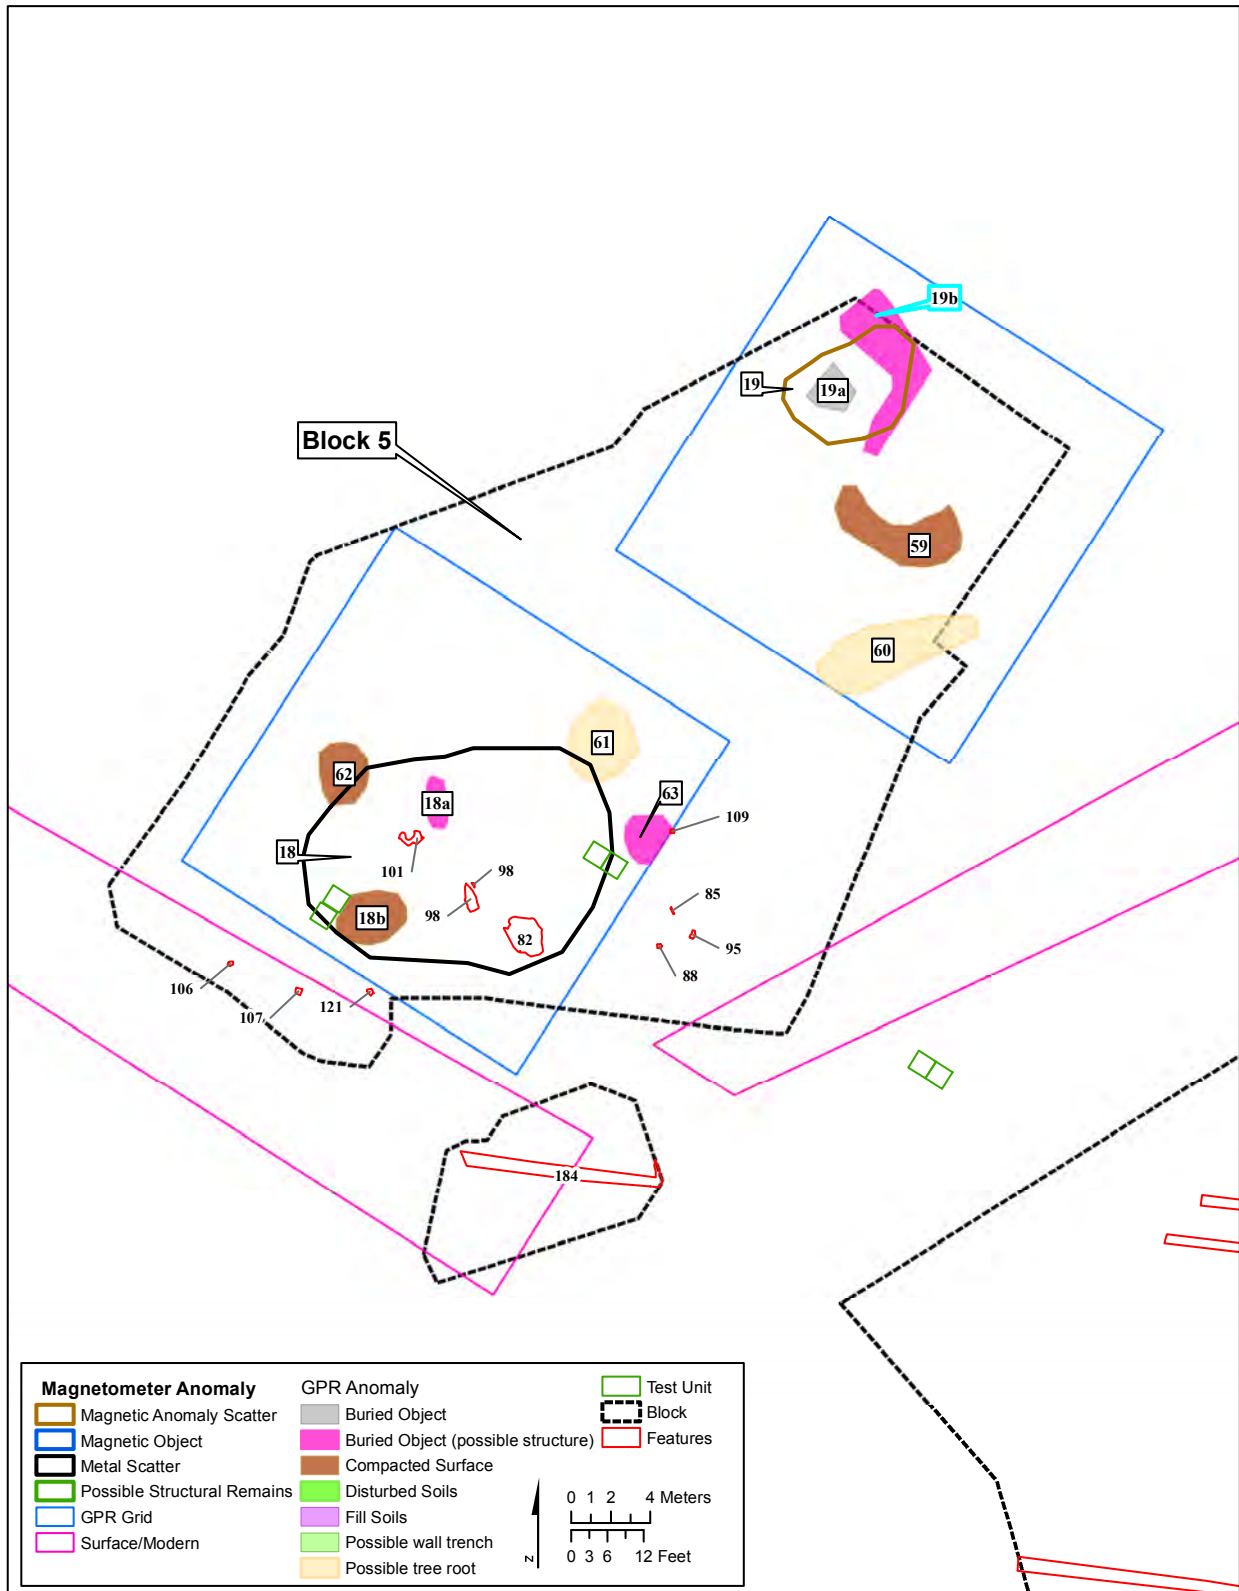 19b
19
19a
Block 5
59
60
61
62
63
18a
109
18
101
98
85
98
18b
82
95
88
106
107
121
184
Magnetometer Anomaly
Magnetic Anomaly Scatter
Magnetic Object
Metal Scatter
Possible Structural Remains
GPR Grid
Surface/Modern
GPR Anomaly
Buried Object
Buried Object (possible structure)
Compacted Surface
Disturbed Soils
Fill Soils
Possible wall trench
Possible tree root
Test Unit
Block
Features
0 1 2 4 Meters
0 3 6 12 Feet
N